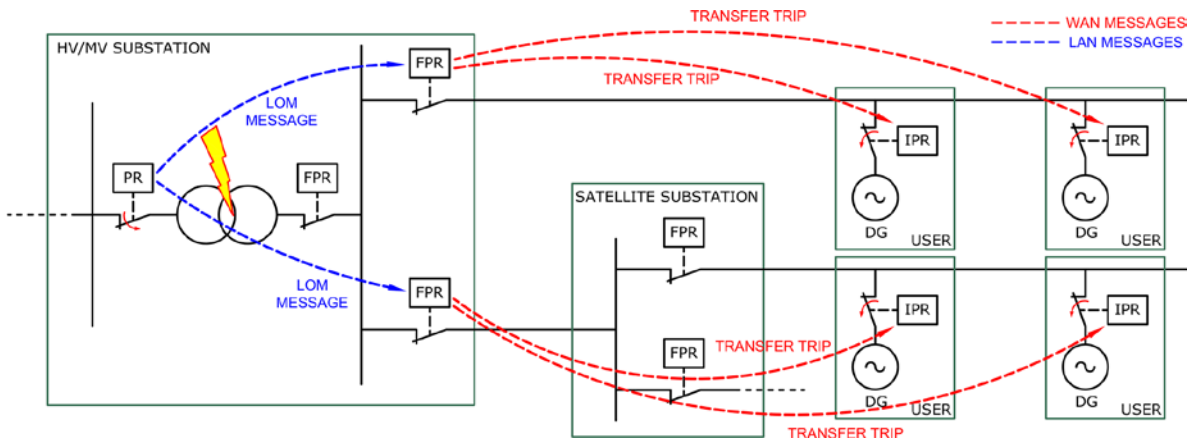 TRANSFER TRIP
WAN MESSAGES
LAN MESSAGES
HV/MV SUBSTATION
FPR
TRANSFER TRIP
LOM
MESSAGE
PR
FPR
IPR
IPR
SATELLITE SUBSTATION
DG
USER
DG
USER
FPR
LOM
MESSAGE
FPR
IPR
IPR
TRANSFER TRIP
FPR
DG
USER
DG
USER
TRANSFER TRIP